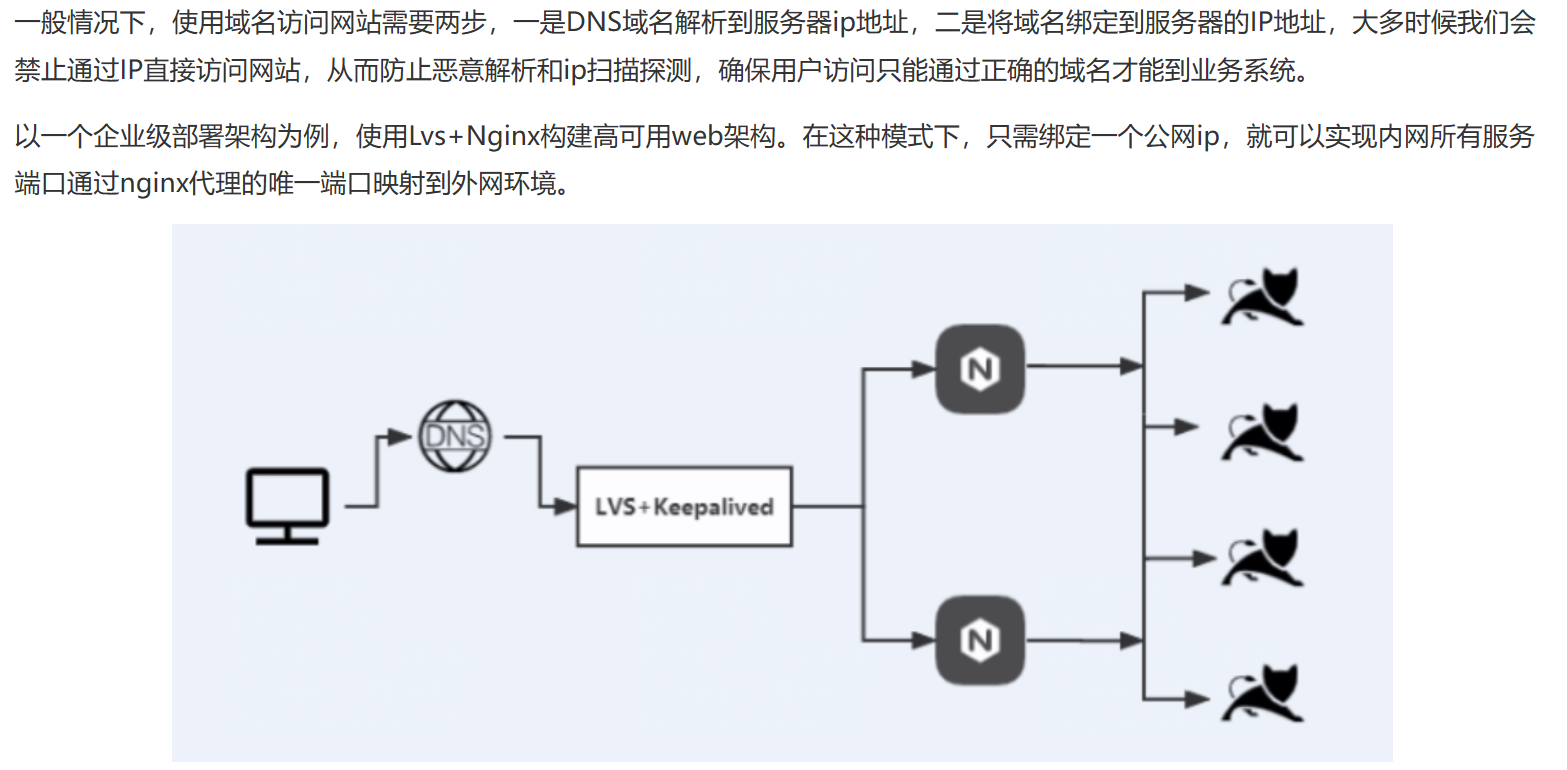 一般情况下，使用域名访问网站需要两步，一是DNS域名解析到服务器ip地址，二是将域名绑定到服务器的IP地址，大多时候我们会
禁止通过IP直接访问网站，从而防止恶意解析和ip扫描探测，确保用户访问只能通过正确的域名才能到业务系统。
以一个企业级部署架构为例，使用Lvs+Nginx构建高可用web架构。在这种模式下，只需绑定一个公网ip，就可以实现内网所有服务
端口通过nginx代理的唯一端口映射到外网环境。
N
DNS
LVS+Keepalived
N